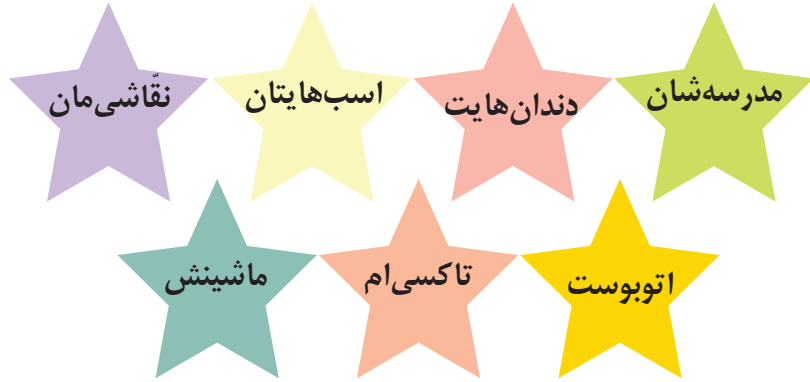 مدرسه‌شان
دندان‌هایت
اسب‌هایتان
نقّاشی‌مان
اتوبوست
تاکسی‌ام
ماشینش